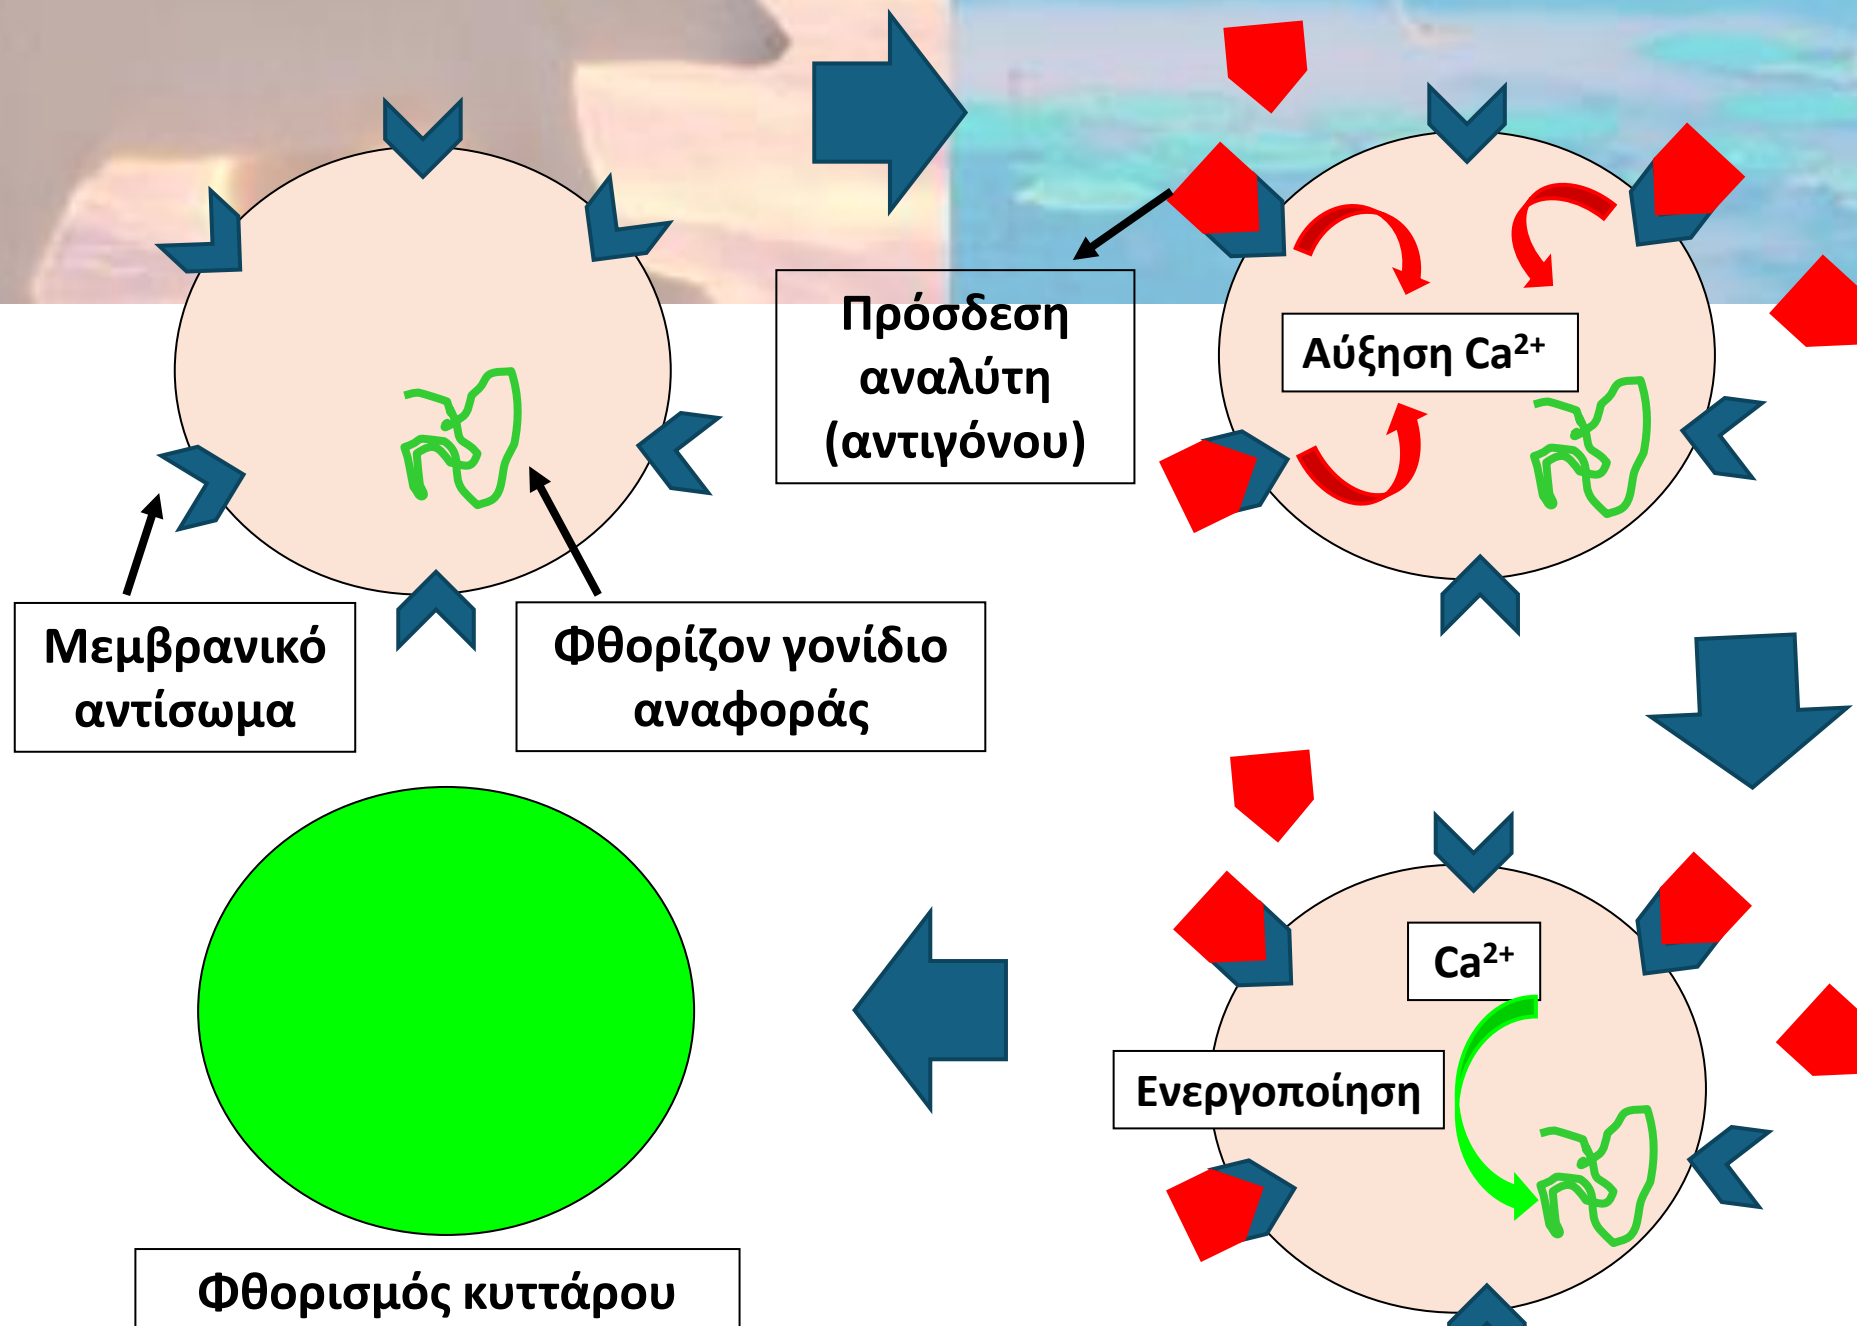 Πρόσδεση
αναλύτη
(αντιγόνου)
Αύξηση Ca²⁺
Μεμβρανικό
αντίσωμα
Φθορίζον γονίδιο
αναφοράς
Ca²⁺
Ενεργοποίηση
Φθορισμός κυττάρου